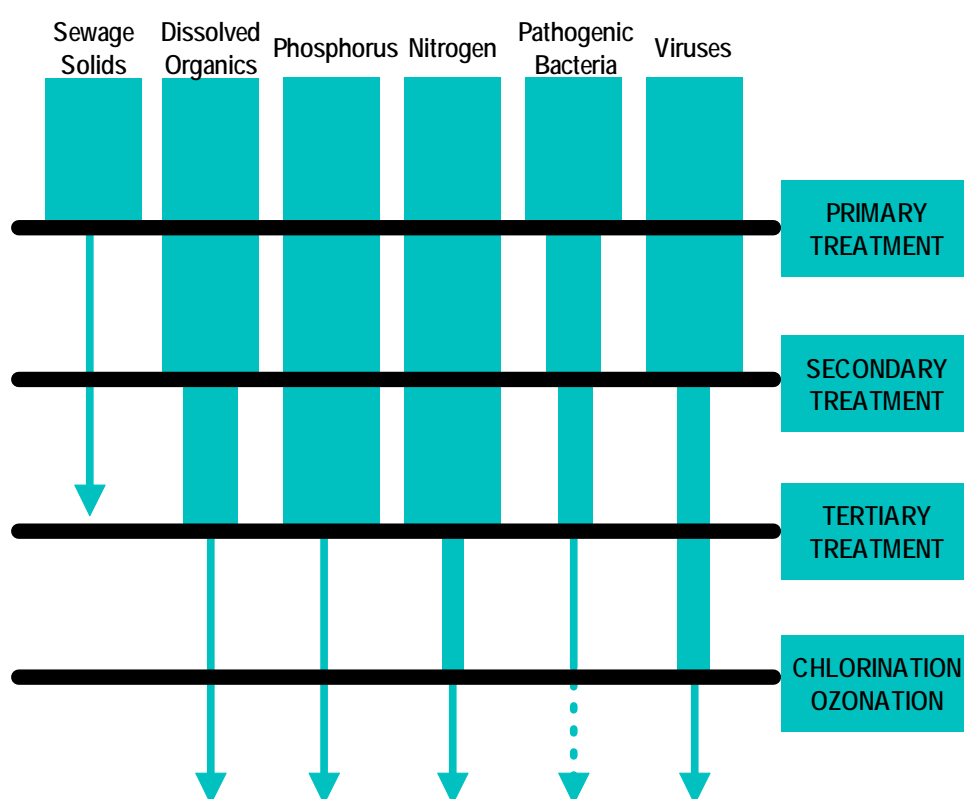 Sewage
Solids
Dissolved
Organics
Phosphorus
Nitrogen
Pathogenic
Bacteria
Viruses
PRIMARY
TREATMENT
SECONDARY
TREATMENT
TERTIARY
TREATMENT
CHLORINATION
OZONATION